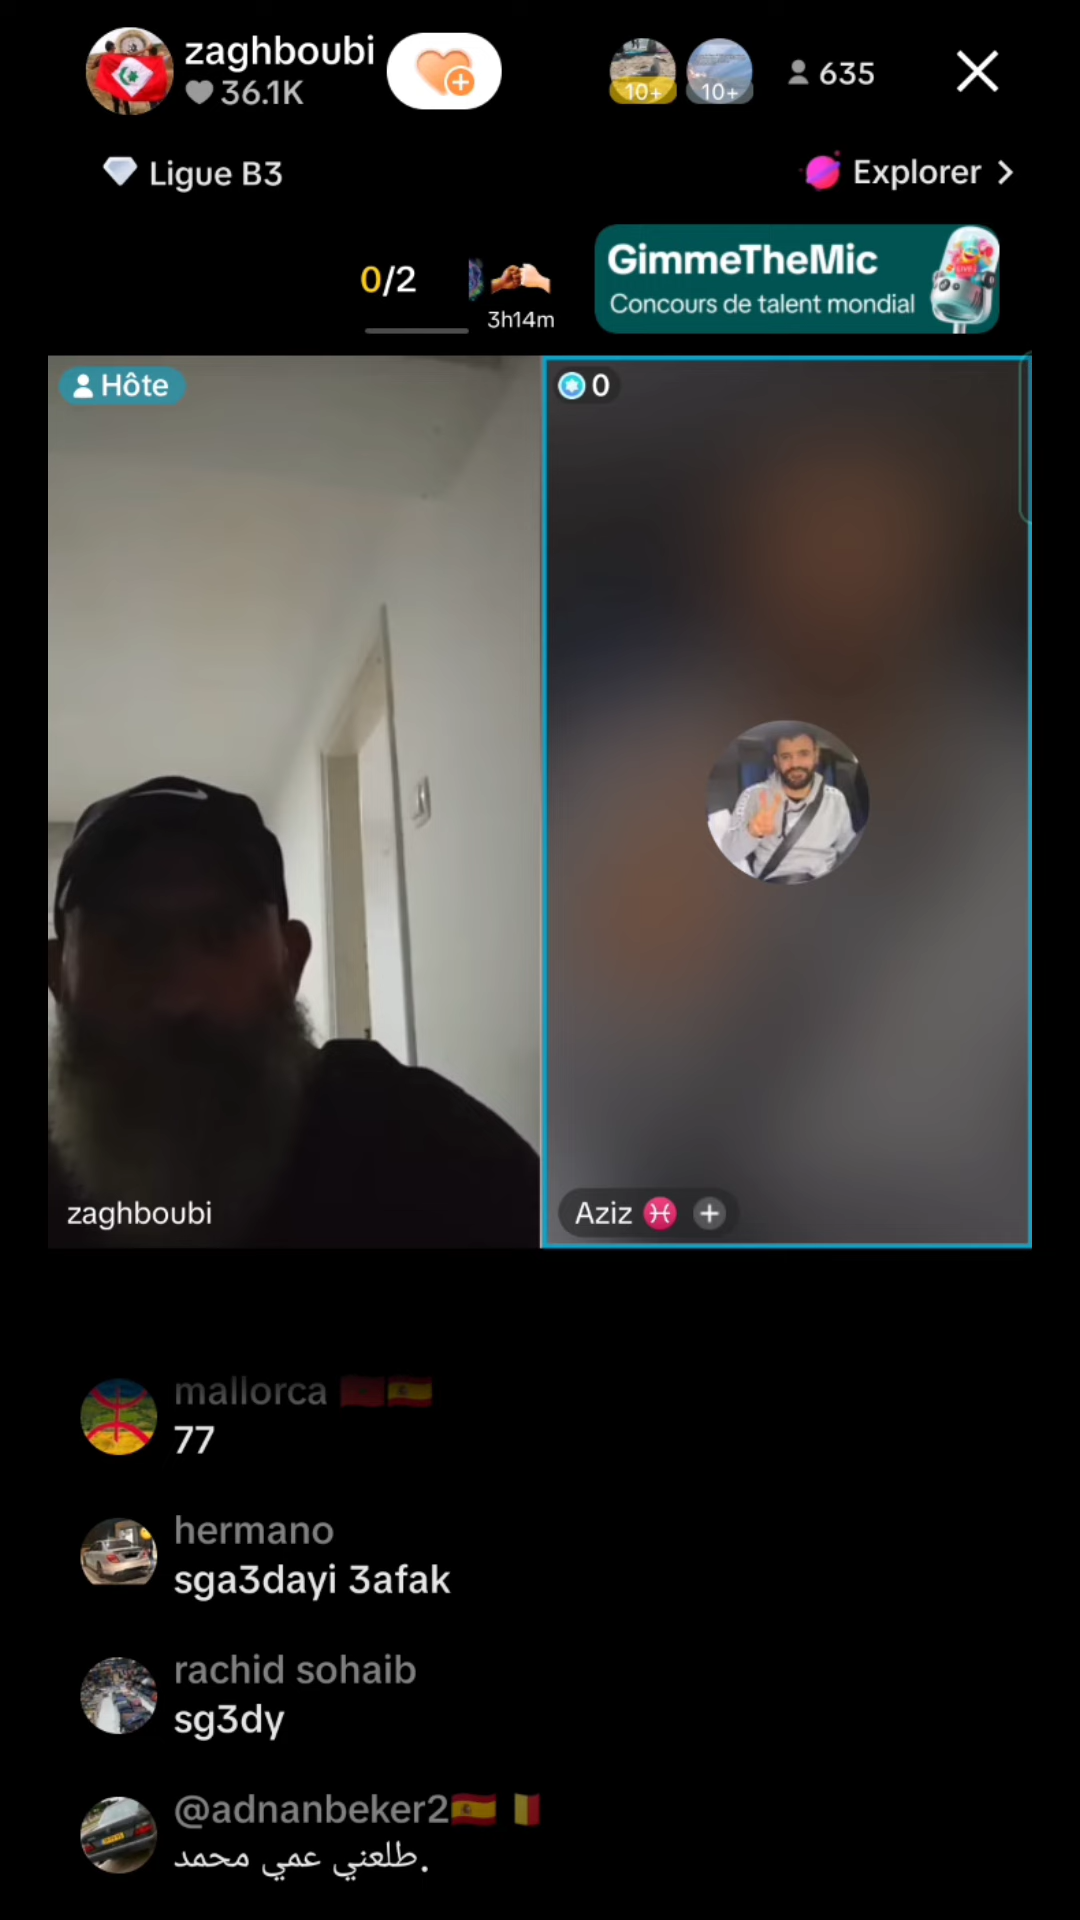 zaghboubi
36.1K
10+
10+
635
Ligue B3
Explorer
0/2
3h14m
GimmeTheMic
Concours de talent mondial
Hôte
0
zaghboubi
Aziz
mallorca
77
hermano
sga3dayi 3afak
rachid sohaib
sg3dy
@adnanbeker2
طلعني عمي محمد.